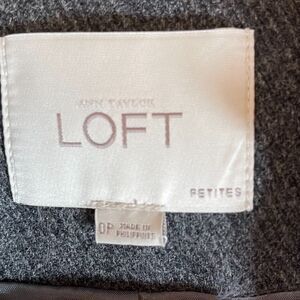 ANN TAYLOR
LOFT
PETITES
0P
MADE IN
PHILIPPINES